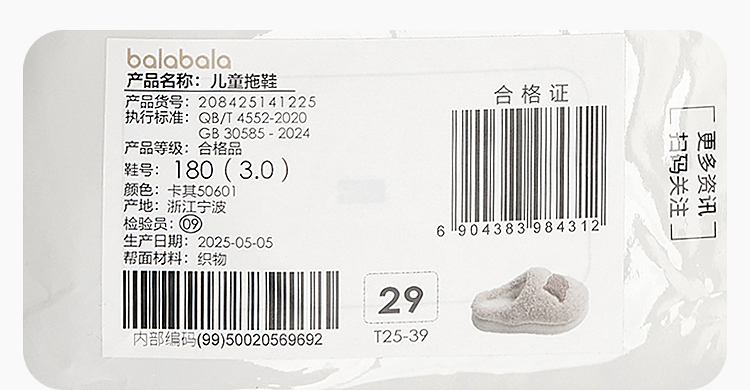 balabala
产品名称：儿童拖鞋
产品货号：208425141225
执行标准：QB/T 4552-2020
GB 30585 - 2024
产品等级：合格品
鞋号：180（3.0）
颜色：卡其50601
产地：浙江宁波
检验员：09
生产日期：2025-05-05
帮面材料：织物
内部编码(99)50020569692
29
T25-39
合格证
6 904383 984312
更多资讯
扫码关注